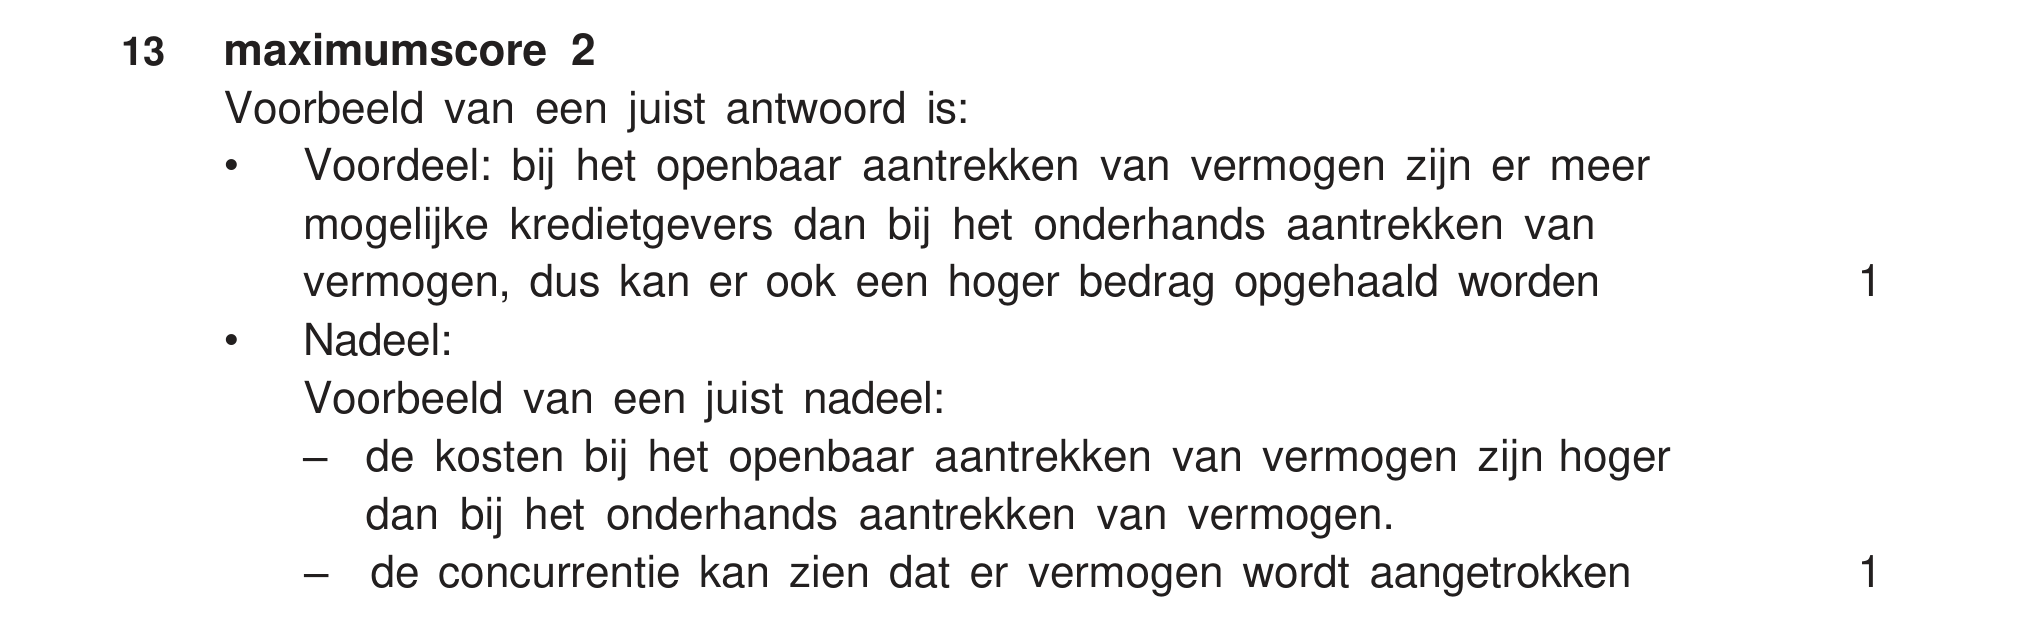 13 maximumscore 2
Voorbeeld van een juist antwoord is:
• Voordeel: bij het openbaar aantrekken van vermogen zijn er meer
mogelijke kredietgevers dan bij het onderhands aantrekken van
vermogen, dus kan er ook een hoger bedrag opgehaald worden 1
• Nadeel:
Voorbeeld van een juist nadeel:
– de kosten bij het openbaar aantrekken van vermogen zijn hoger
dan bij het onderhands aantrekken van vermogen.
– de concurrentie kan zien dat er vermogen wordt aangetrokken 1